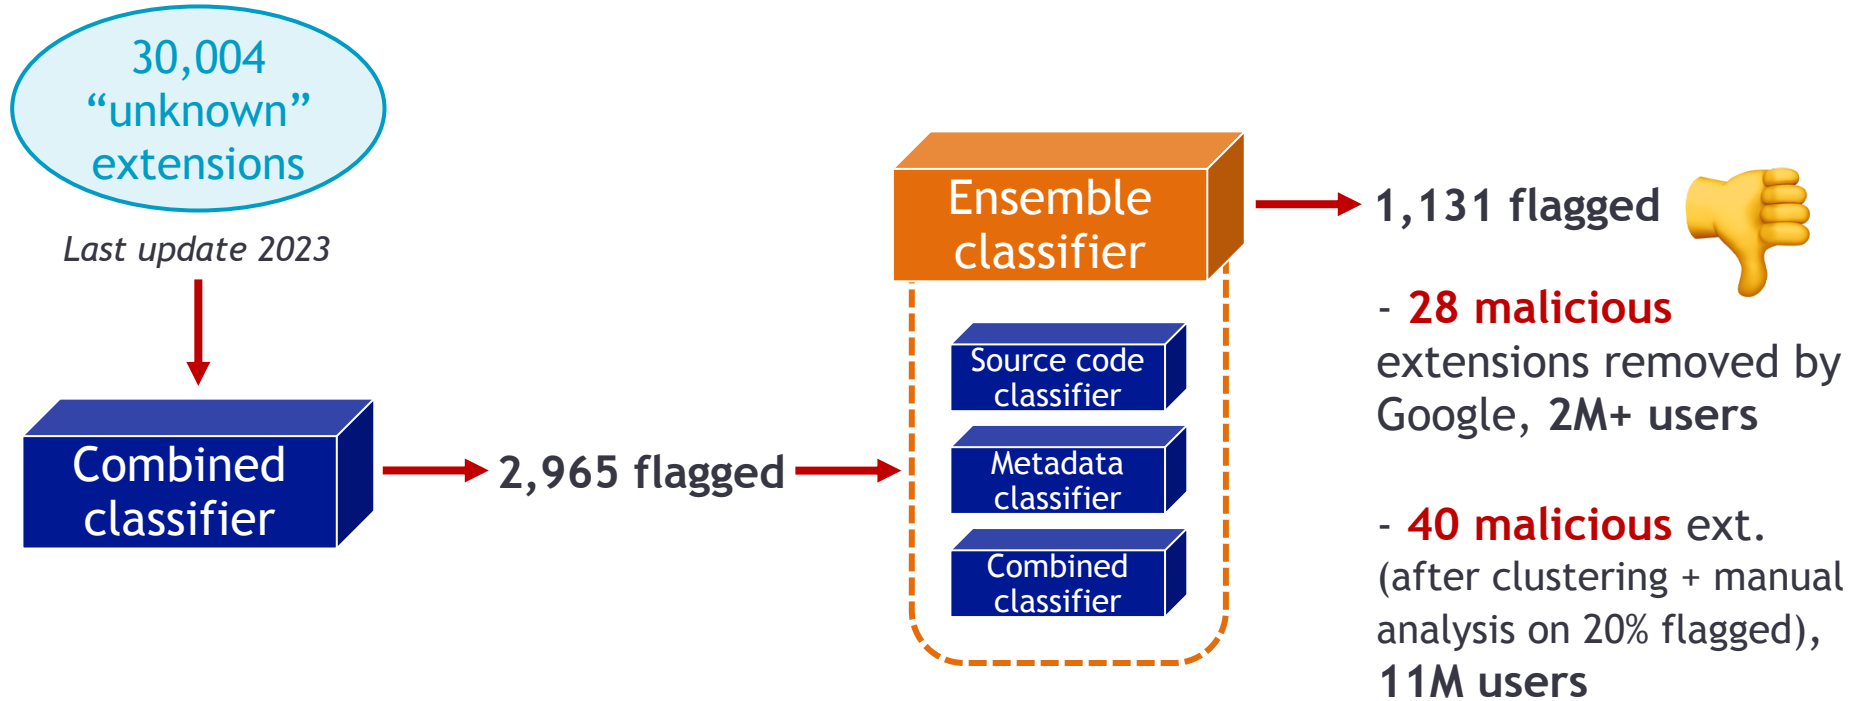 30,004
“unknown”
extensions
Last update 2023
Combined
classifier
2,965 flagged
Ensemble
classifier
Source code
classifier
Metadata
classifier
Combined
classifier
1,131 flagged
- 28 malicious
extensions removed by
Google, 2M+ users
- 40 malicious ext.
(after clustering + manual
analysis on 20% flagged),
11M users